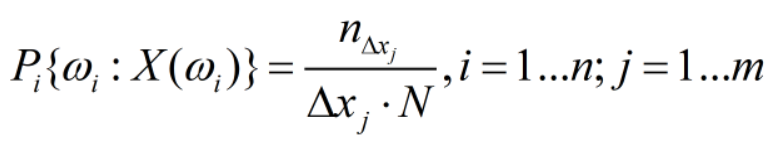 P_i{ω_i : X(ω_i)} = n_{Δx_j} / (Δx_j · N), i = 1...n; j = 1...m